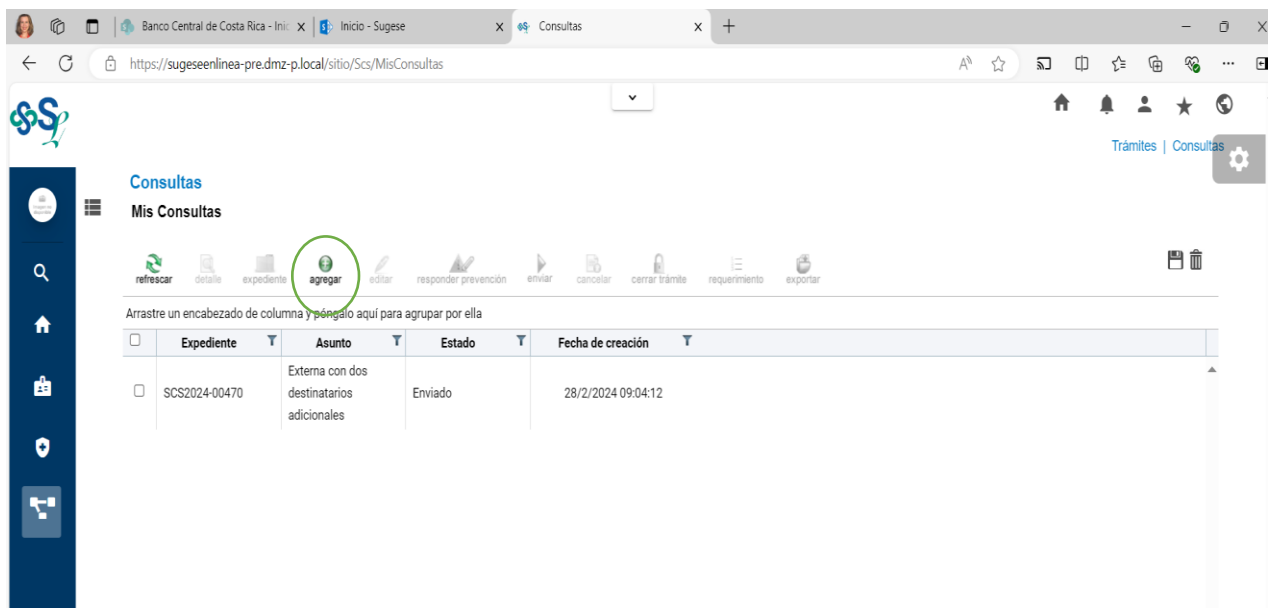 Banco Central de Costa Rica - Inic
Inicio - Sugese
Consultas
https://sugeseenlinea-pre.dmz-p.local/sitio/Scs/MisConsultas
Trámites | Consultas
Consultas
Mis Consultas
refrescar detalle expediente agregar editar responder prevención enviar cancelar cerrar trámite requerimiento exportar
Arrastre un encabezado de columna y póngalo aquí para agrupar por ella
Expediente Asunto Estado Fecha de creación
Externa con dos
SCS2024-00470 destinatarios Enviado 28/2/2024 09:04:12
adicionales